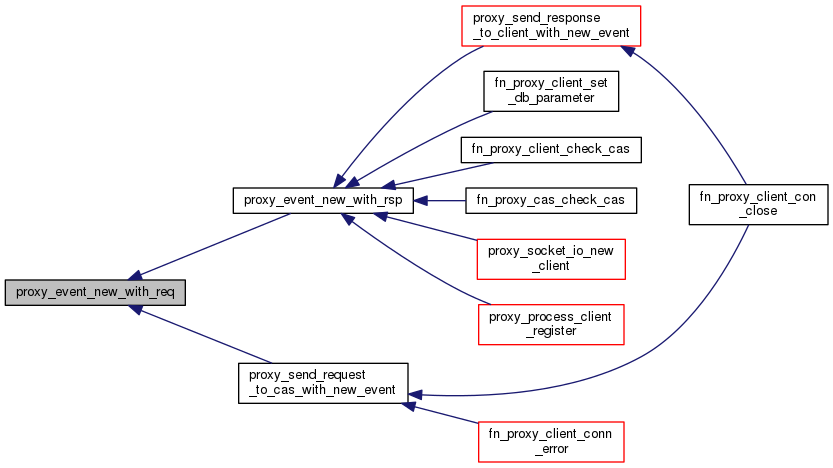 proxy_send_response
_to_client_with_new_event
fn_proxy_client_set
_db_parameter
fn_proxy_client_check_cas
proxy_event_new_with_rsp
fn_proxy_cas_check_cas
fn_proxy_client_con
_close
proxy_socket_io_new
_client
proxy_event_new_with_req
proxy_process_client
_register
proxy_send_request
_to_cas_with_new_event
fn_proxy_client_conn
_error